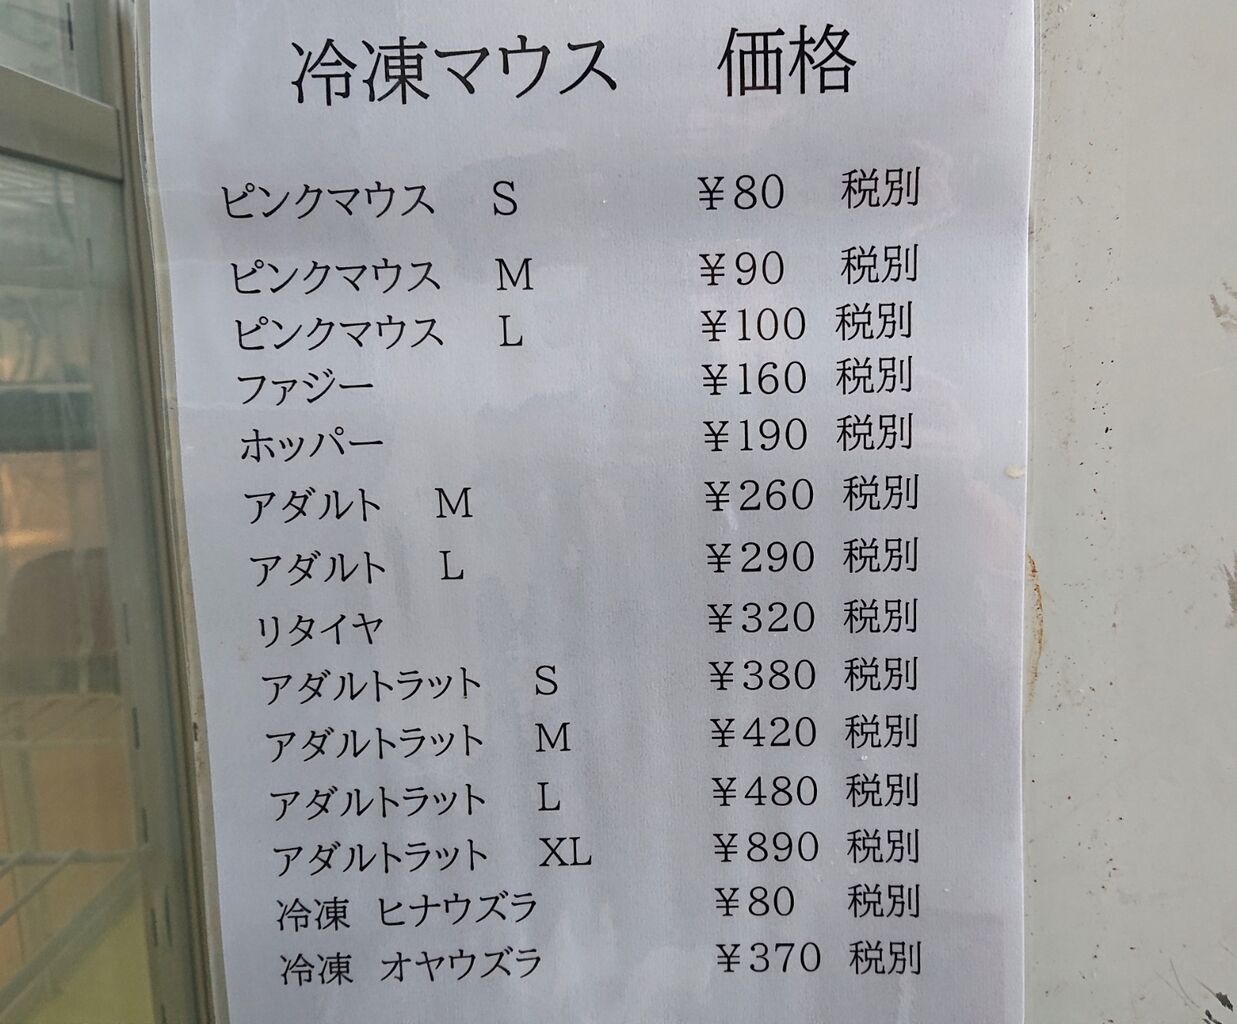 冷凍マウス 価格
ピンクマウス S ¥80 税別
ピンクマウス M ¥90 税別
ピンクマウス L ¥100 税別
ファジー ¥160 税別
ホッパー ¥190 税別
アダルト M ¥260 税別
アダルト L ¥290 税別
リタイヤ ¥320 税別
アダルトラット S ¥380 税別
アダルトラット M ¥420 税別
アダルトラット L ¥480 税別
アダルトラット XL ¥890 税別
冷凍 ヒナウズラ ¥80 税別
冷凍 オヤウズラ ¥370 税別